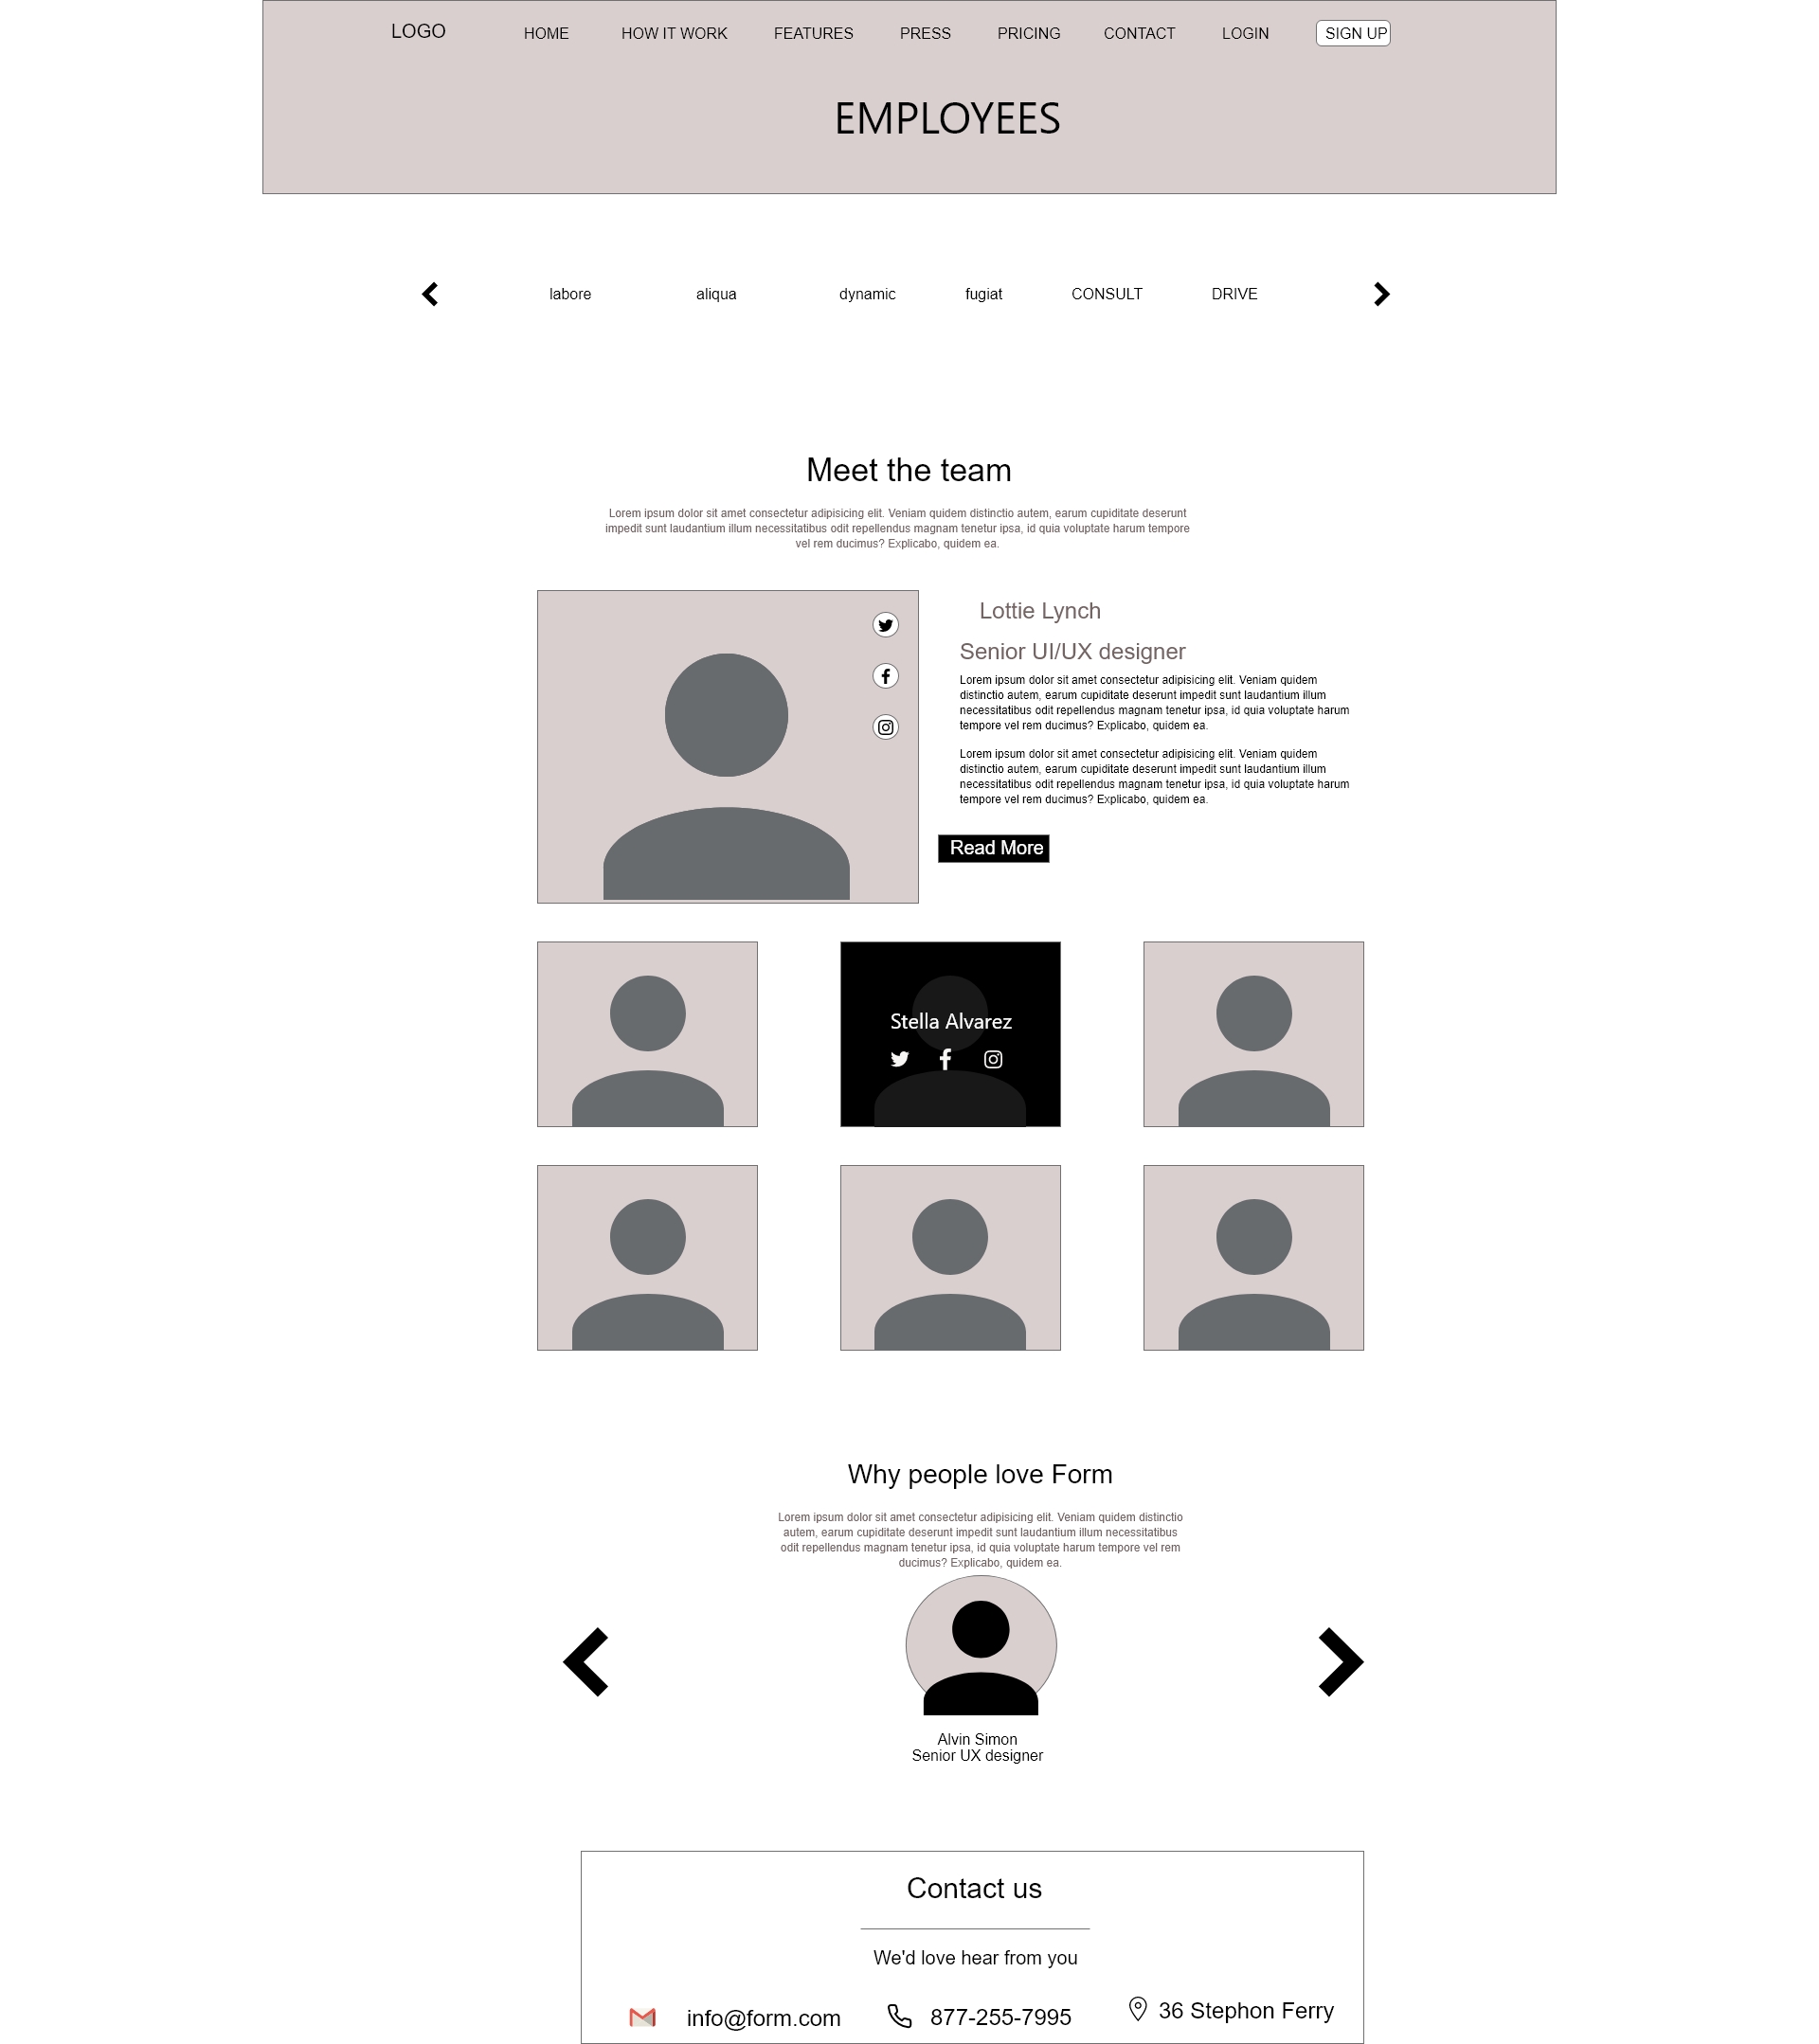 LOGO HOME HOW IT WORK FEATURES PRESS PRICING CONTACT LOGIN SIGN UP
EMPLOYEES
labore aliqua dynamic fugiat CONSULT DRIVE
Meet the team
Lorem ipsum dolor sit amet consectetur adipisicing elit. Veniam quidem distinctio autem, earum cupiditate deserunt
impedit sunt laudantium illum necessitatibus odit repellendus magnam tenetur ipsa, id quia voluptate harum tempore
vel rem ducimus? Explicabo, quidem ea.
Lottie Lynch
Senior UI/UX designer
Lorem ipsum dolor sit amet consectetur adipisicing elit. Veniam quidem
distinctio autem, earum cupiditate deserunt impedit sunt laudantium illum
necessitatibus odit repellendus magnam tenetur ipsa, id quia voluptate harum
tempore vel rem ducimus? Explicabo, quidem ea.
Lorem ipsum dolor sit amet consectetur adipisicing elit. Veniam quidem
distinctio autem, earum cupiditate deserunt impedit sunt laudantium illum
necessitatibus odit repellendus magnam tenetur ipsa, id quia voluptate harum
tempore vel rem ducimus? Explicabo, quidem ea.
Read More
Stella Alvarez
Why people love Form
Lorem ipsum dolor sit amet consectetur adipisicing elit. Veniam quidem distinctio
autem, earum cupiditate deserunt impedit sunt laudantium illum necessitatibus
odit repellendus magnam tenetur ipsa, id quia voluptate harum tempore vel rem
ducimus? Explicabo, quidem ea.
Alvin Simon
Senior UX designer
Contact us
We'd love hear from you
info@form.com 877-255-7995 36 Stephon Ferry